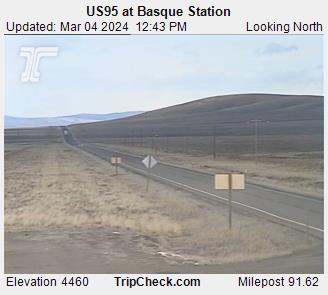 US95 at Basque Station
Updated: Mar 04 2024 12:43 PM Looking North
Elevation 4460 TripCheck.com Milepost 91.62